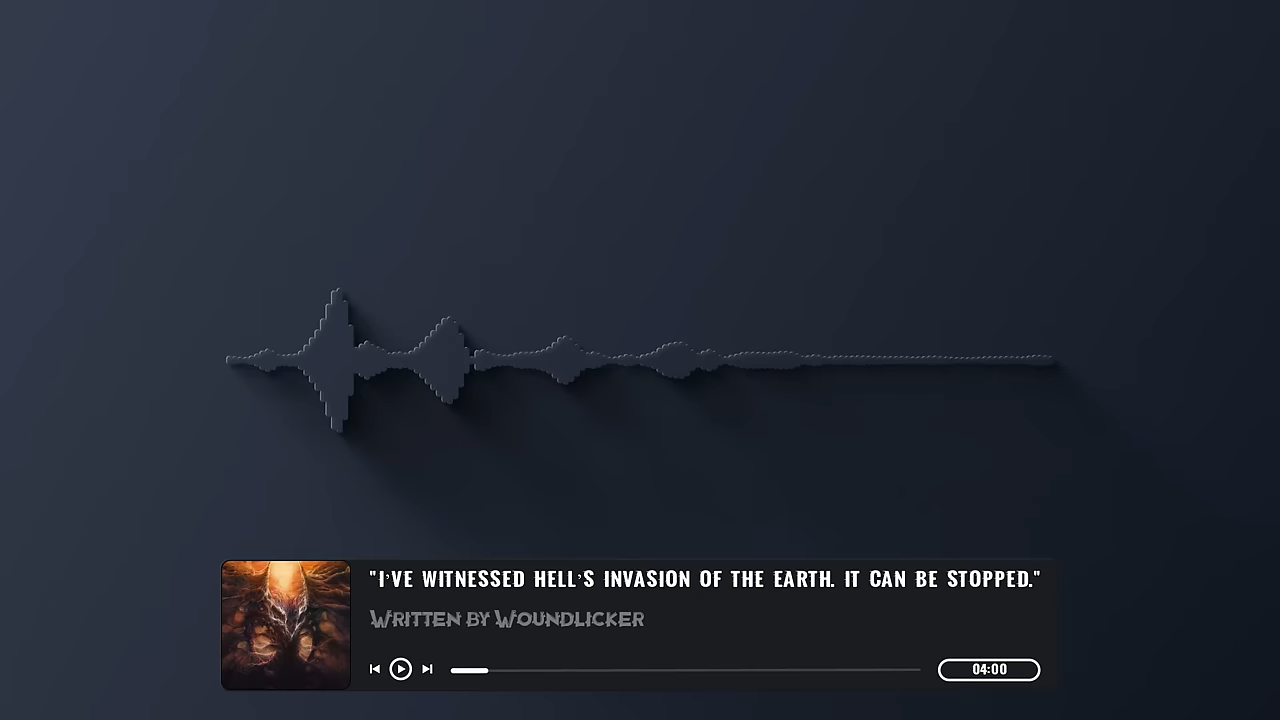 "I’VE WITNESSED HELL’S INVASION OF THE EARTH. IT CAN BE STOPPED."
WRITTEN BY WOUNDLICKER
04:00